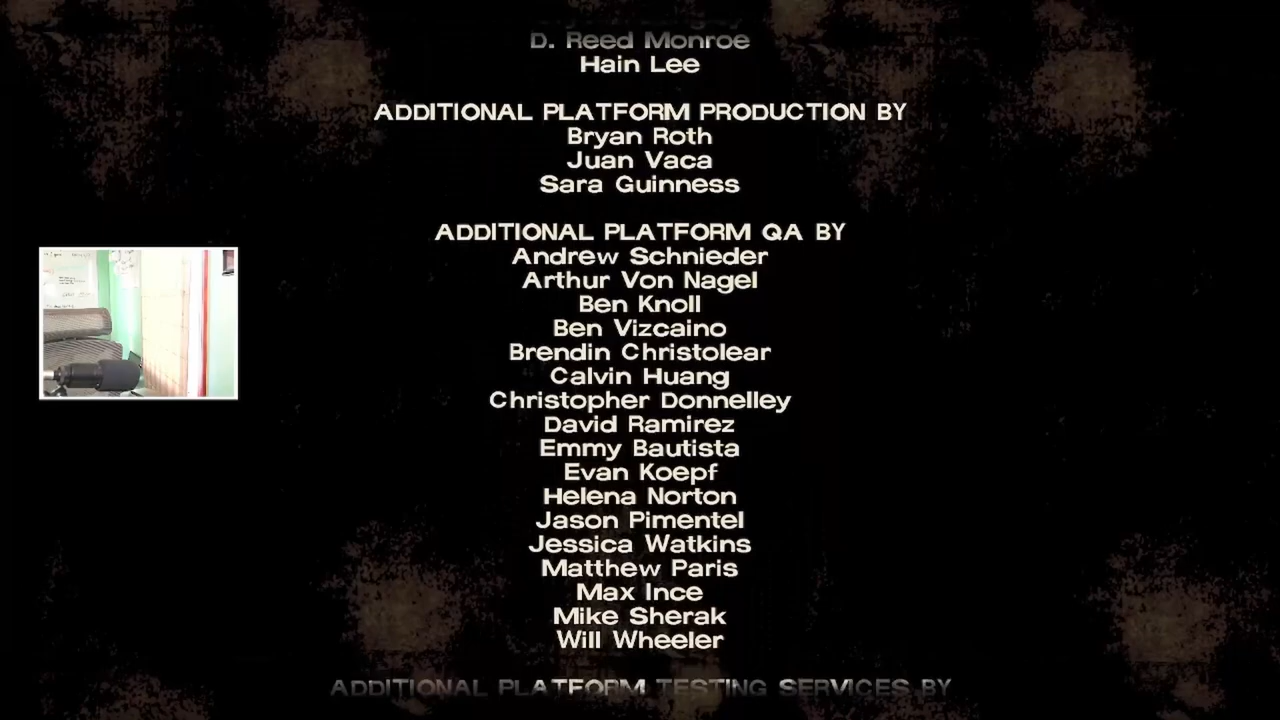 D. Reed Monroe
Hain Lee
ADDITIONAL PLATFORM PRODUCTION BY
Bryan Roth
Juan Vaca
Sara Guinness
ADDITIONAL PLATFORM QA BY
Andrew Schnieder
Arthur Von Nagel
Ben Knoll
Ben Vizcaino
Brendin Christolear
Calvin Huang
Christopher Donnelley
David Ramirez
Emmy Bautista
Evan Koepf
Helena Norton
Jason Pimentel
Jessica Watkins
Matthew Paris
Max Ince
Mike Sherak
Will Wheeler
ADDITIONAL PLATFORM TESTING SERVICES BY